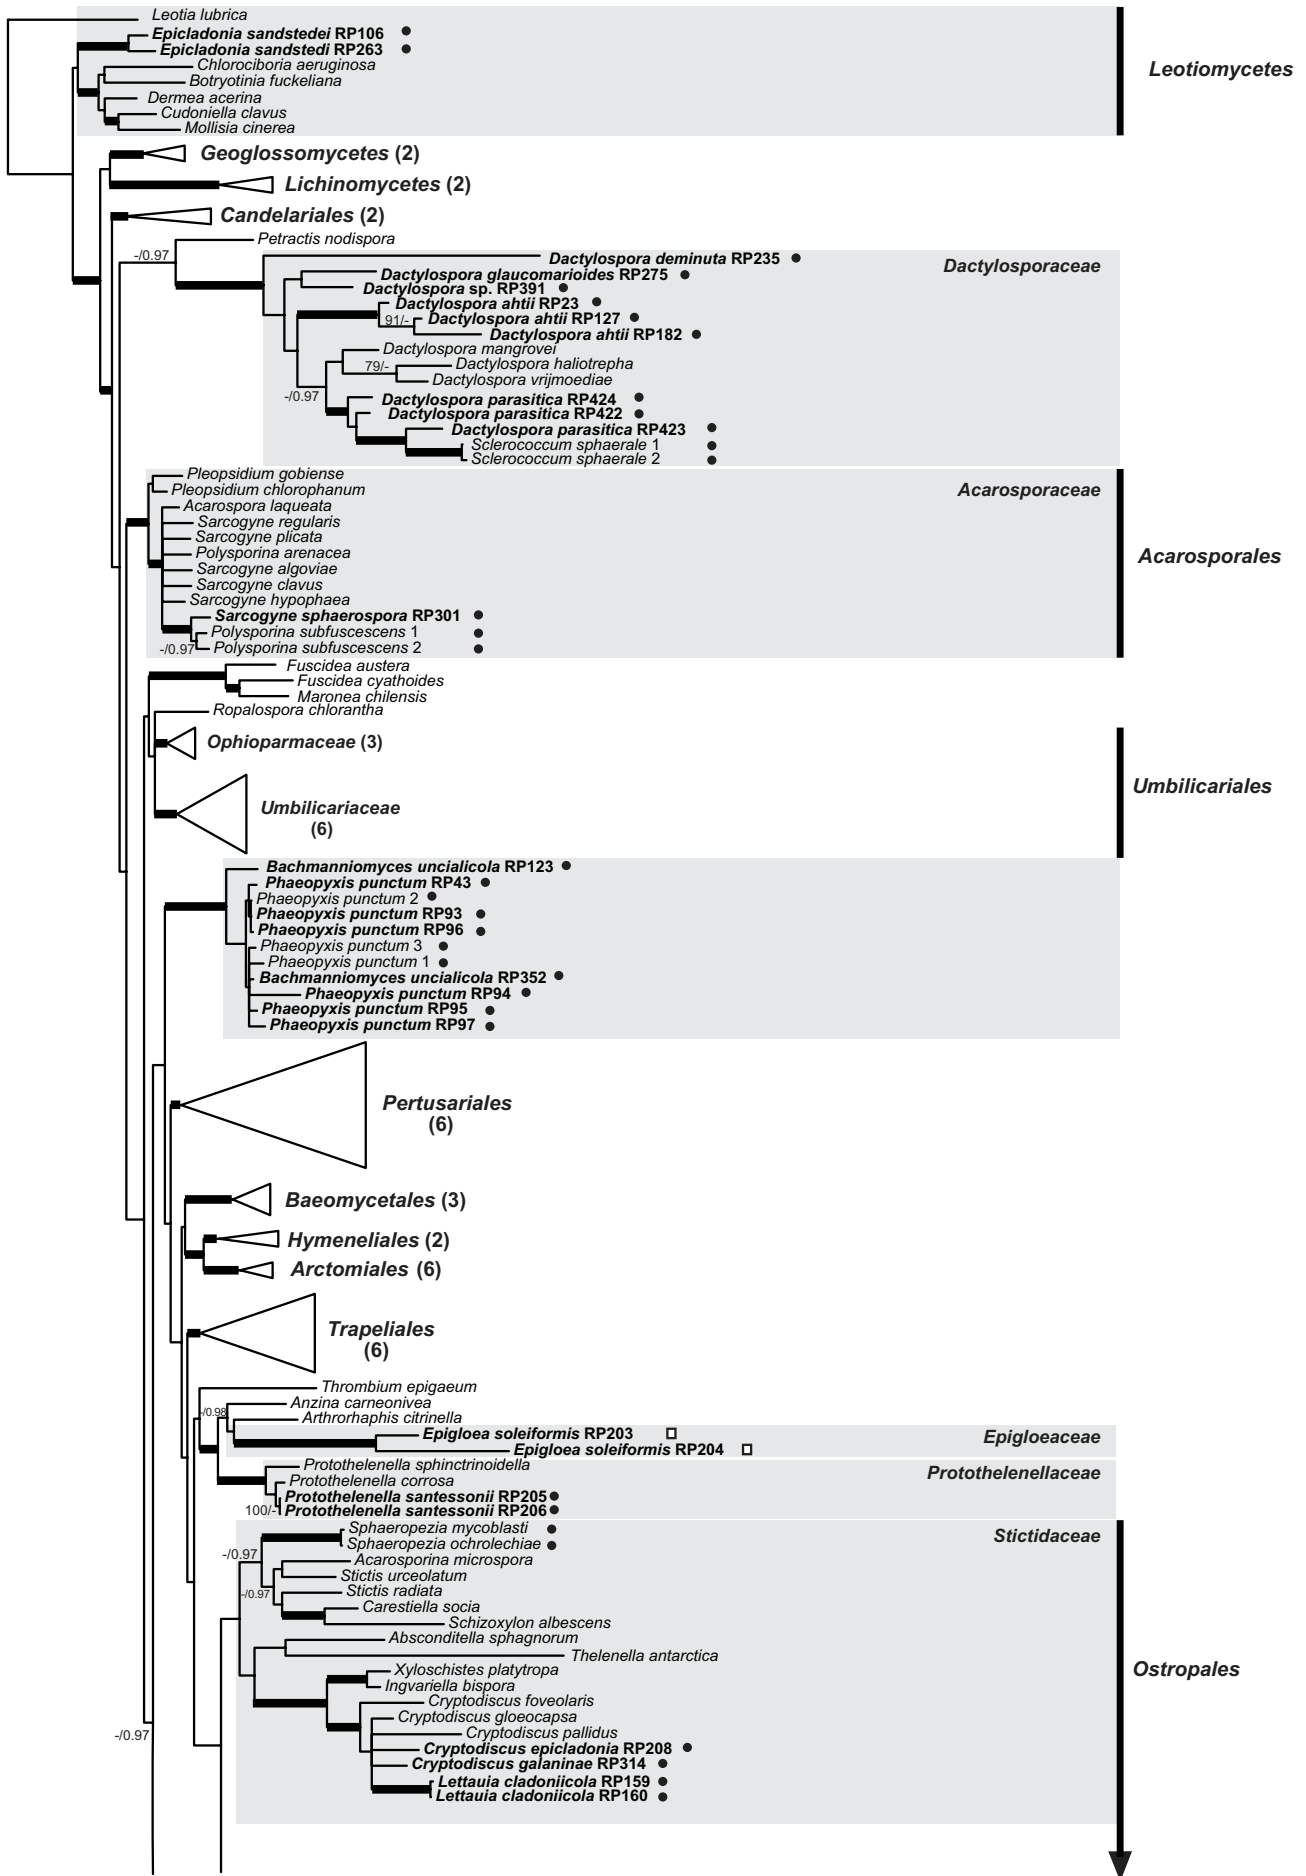 Leotia lubrica
Epicladonia sandstedei RP106
Epicladonia sandstedi RP263
Chlorociboria aeruginosa
Botryotinia fuckeliana
Dermea acerina
Cudoniella clavus
Mollisia cinerea
Leotiomycetes
Geoglossomycetes (2)
Lichinomycetes (2)
Candelariales (2)
Petractis nodispora
-/0.97
Dactylosporaceae
Dactylospora deminuta RP235
Dactylospora glaucomarioides RP275
Dactylospora sp. RP391
Dactylospora ahtii RP23
91/-
Dactylospora ahtii RP127
Dactylospora ahtii RP182
Dactylospora mangrovei
79/-
Dactylospora haliotrepha
Dactylospora vrijmoediae
-/0.97
Dactylospora parasitica RP424
Dactylospora parasitica RP422
Dactylospora parasitica RP423
Sclerococcum sphaerale 1
Sclerococcum sphaerale 2
Pleopsidium gobiense
Pleopsidium chlorophanum
Acarosporaceae
Acarospora laqueata
Sarcogyne regularis
Sarcogyne plicata
Polysporina arenacea
Acarosporales
Sarcogyne algoviae
Sarcogyne clavus
Sarcogyne hypophaea
Sarcogyne sphaerospora RP301
Polysporina subfuscescens 1
-/0.97
Polysporina subfuscescens 2
Fuscidea austera
Fuscidea cyathoides
Maronea chilensis
Ropalospora chlorantha
Ophioparmaceae (3)
Umbilicariales
Umbilicariaceae
(6)
Bachmanniomyces uncialicola RP123
Phaeopyxis punctum RP43
Phaeopyxis punctum 2
Phaeopyxis punctum RP93
Phaeopyxis punctum RP96
Phaeopyxis punctum 3
Phaeopyxis punctum 1
Bachmanniomyces uncialicola RP352
Phaeopyxis punctum RP94
Phaeopyxis punctum RP95
Phaeopyxis punctum RP97
Pertusariales
(6)
Baeomycetales (3)
Hymeneliales (2)
Arctomiales (6)
Trapeliales
(6)
Thrombium epigaeum
Anzina carneonivea
-/0.98
Arthrorhaphis citrinella
Epigloea soleiformis RP203
Epigloeaceae
Epigloea soleiformis RP204
Protothelenella sphinctrinoidella
Protothelenellaceae
Protothelenella corrosa
Protothelenella santessonii RP205
100/-
Protothelenella santessonii RP206
Sphaeropezia mycoblasti
Stictidaceae
Sphaeropezia ochrolechiae
-/0.97
Acarosporina microspora
Stictis urceolatum
-/0.97
Stictis radiata
Carestiella socia
Schizoxylon albescens
Absconditella sphagnorum
Thelenella antarctica
Ostropales
Xyloschistes platytropa
Ingvariella bispora
Cryptodiscus foveolaris
Cryptodiscus gloeocapsa
Cryptodiscus pallidus
-/0.97
Cryptodiscus epicladonia RP208
Cryptodiscus galaninae RP314
Lettauia cladoniicola RP159
Lettauia cladoniicola RP160